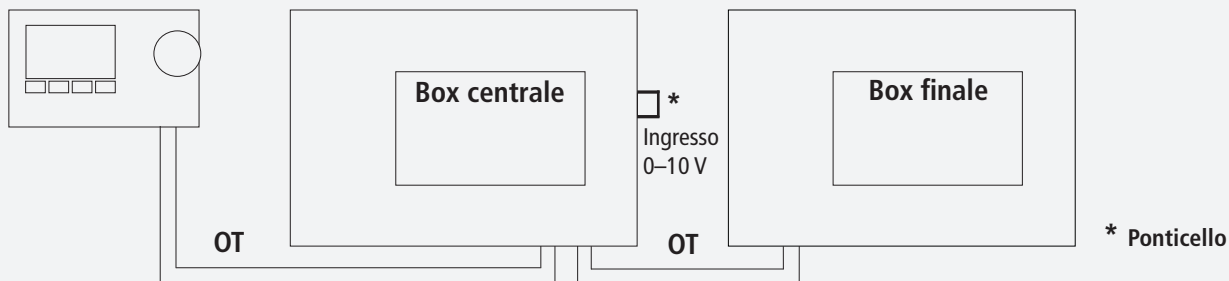 Box centrale
*
Ingresso
0–10 V
Box finale
OT
OT
* Ponticello